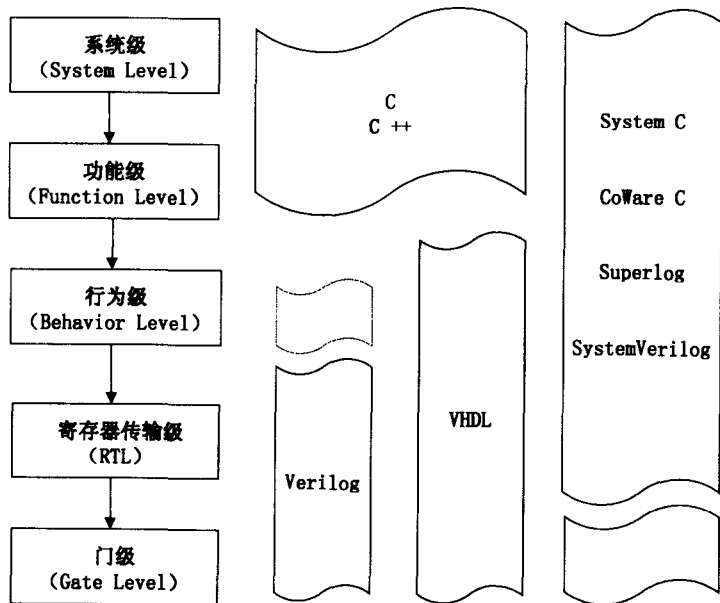 系统级
(System Level)
功能级
(Function Level)
行为级
(Behavior Level)
寄存器传输级
(RTL)
门级
(Gate Level)
C
C ++
Verilog
VHDL
System C
CoWare C
Superlog
SystemVerilog